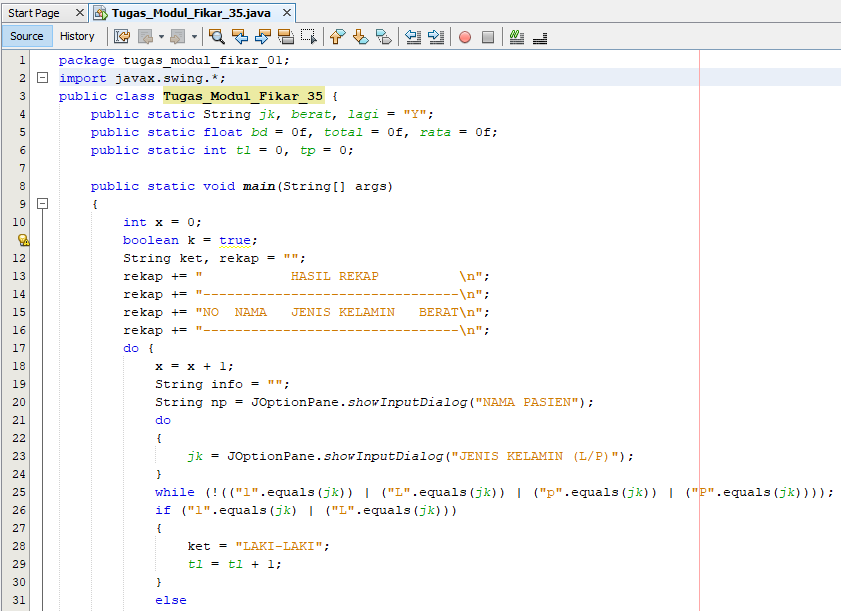 Start Page
Tugas_Modul_Fikar_35.java
Source History
1 package tugas_modul_fikar_01;
2 import javax.swing.*;
3 public class Tugas_Modul_Fikar_35 {
4     public static String jk, berat, lagi = "Y";
5     public static float bd = 0f, total = 0f, rata = 0f;
6     public static int tl = 0, tp = 0;
7
8     public static void main(String[] args)
9     {
10         int x = 0;
        boolean k = true;
12         String ket, rekap = "";
13         rekap += "           HASIL REKAP          \n";
14         rekap += "--------------------------------\n";
15         rekap += "NO  NAMA   JENIS KELAMIN   BERAT\n";
16         rekap += "--------------------------------\n";
17         do {
18             x = x + 1;
19             String info = "";
20             String np = JOptionPane.showInputDialog("NAMA PASIEN");
21             do
22             {
23                 jk = JOptionPane.showInputDialog("JENIS KELAMIN (L/P)");
24             }
25             while (!(("l".equals(jk)) | ("L".equals(jk)) | ("p".equals(jk)) | ("P".equals(jk))));
26             if ("l".equals(jk) | ("L".equals(jk)))
27             {
28                 ket = "LAKI-LAKI";
29                 tl = tl + 1;
30             }
31             else